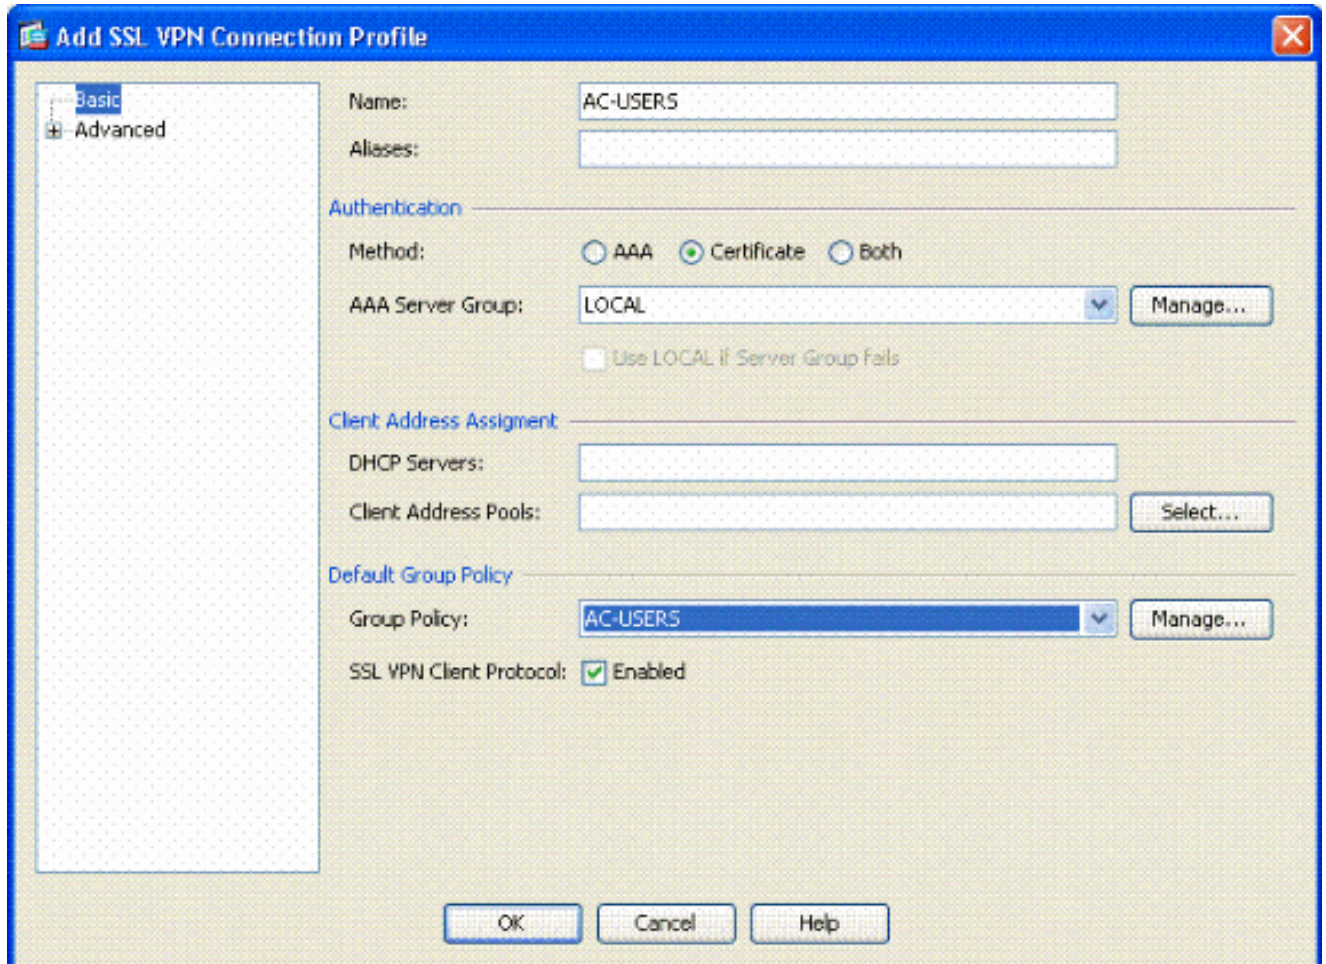 Add SSL VPN Connection Profile
Basic
Advanced
Name: AC-USERS
Aliases:
Authentication
Method: AAA Certificate Both
AAA Server Group: LOCAL Manage...
Use LOCAL if Server Group fails
Client Address Assigment
DHCP Servers:
Client Address Pools: Select...
Default Group Policy
Group Policy: AC-USERS Manage...
SSL VPN Client Protocol: Enabled
OK Cancel Help